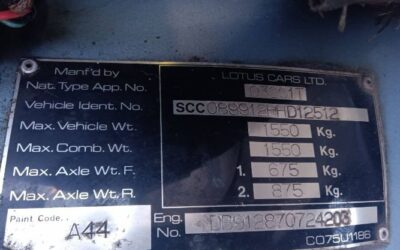 Manf'd by LOTUS CARS LTD.
Nat. Type App. No.
Vehicle Ident. No. SCC
Max. Vehicle Wt. 1550 Kg.
Max. Comb. Wt. 1550 Kg.
Max. Axle Wt. F. 1. 675 Kg.
Max. Axle Wt. R. 2. 875 Kg.
Paint Code. A44
Eng. No.
CO75U1186